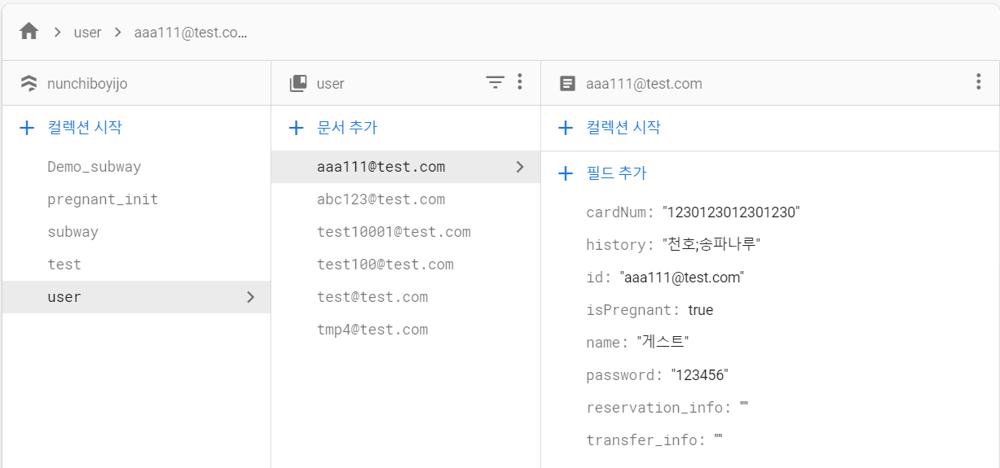 user aaa111@test.co...
nunchiboyijo
컬렉션 시작
Demo_subway
pregnant_init
subway
test
user
user
문서 추가
aaa111@test.com
abc123@test.com
test10001@test.com
test100@test.com
test@test.com
tmp4@test.com
aaa111@test.com
컬렉션 시작
필드 추가
cardNum: "1230123012301230"
history: "천호;송파나루"
id: "aaa111@test.com"
isPregnant: true
name: "게스트"
password: "123456"
reservation_info: ""
transfer_info: ""